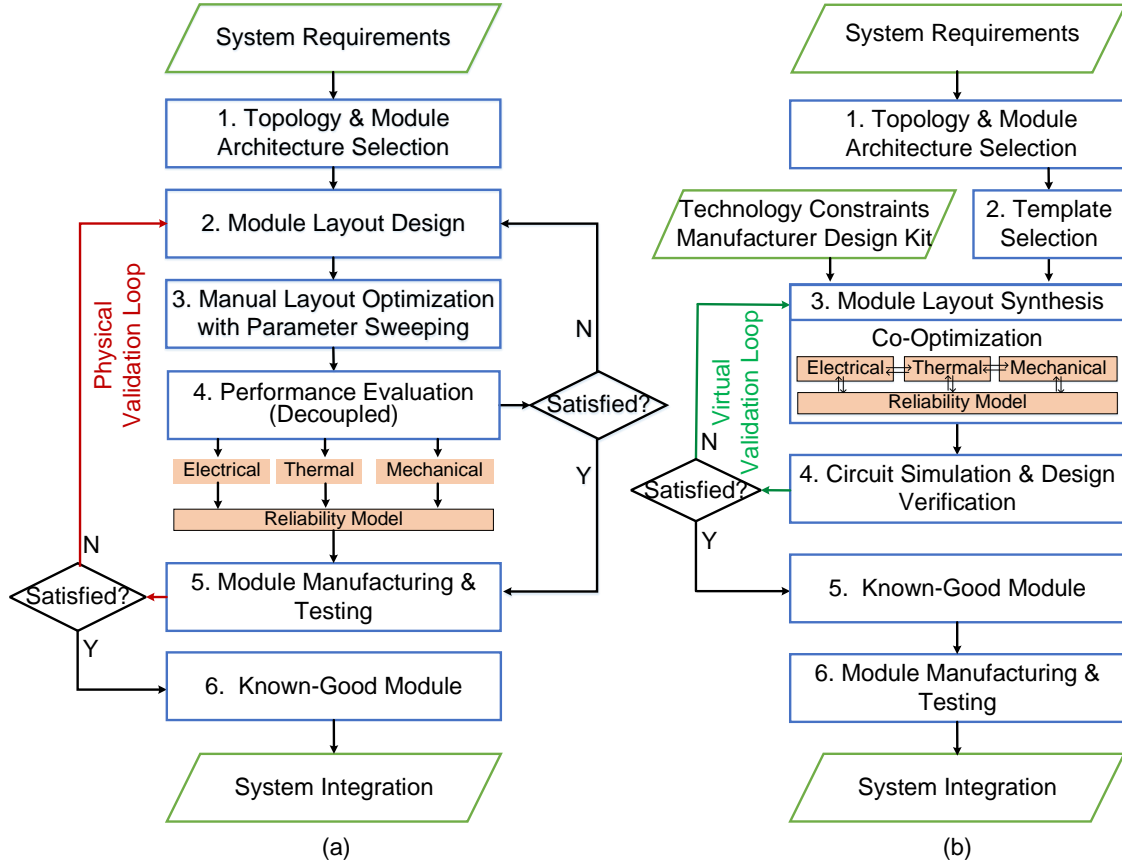 System Requirements
1. Topology & Module
Architecture Selection
2. Module Layout Design
3. Manual Layout Optimization
with Parameter Sweeping
N
Physical
Validation Loop
4. Performance Evaluation
(Decoupled)
Satisfied?
Electrical
Thermal
Mechanical
Y
Reliability Model
N
Satisfied?
5. Module Manufacturing &
Testing
Y
6. Known-Good Module
System Integration
(a)
System Requirements
1. Topology & Module
Architecture Selection
Technology Constraints
Manufacturer Design Kit
2. Template
Selection
3. Module Layout Synthesis
Co-Optimization
Electrical
Thermal
Mechanical
Reliability Model
Virtual
Validation Loop
N
Satisfied?
4. Circuit Simulation & Design
Verification
Y
5. Known-Good Module
6. Module Manufacturing &
Testing
System Integration
(b)